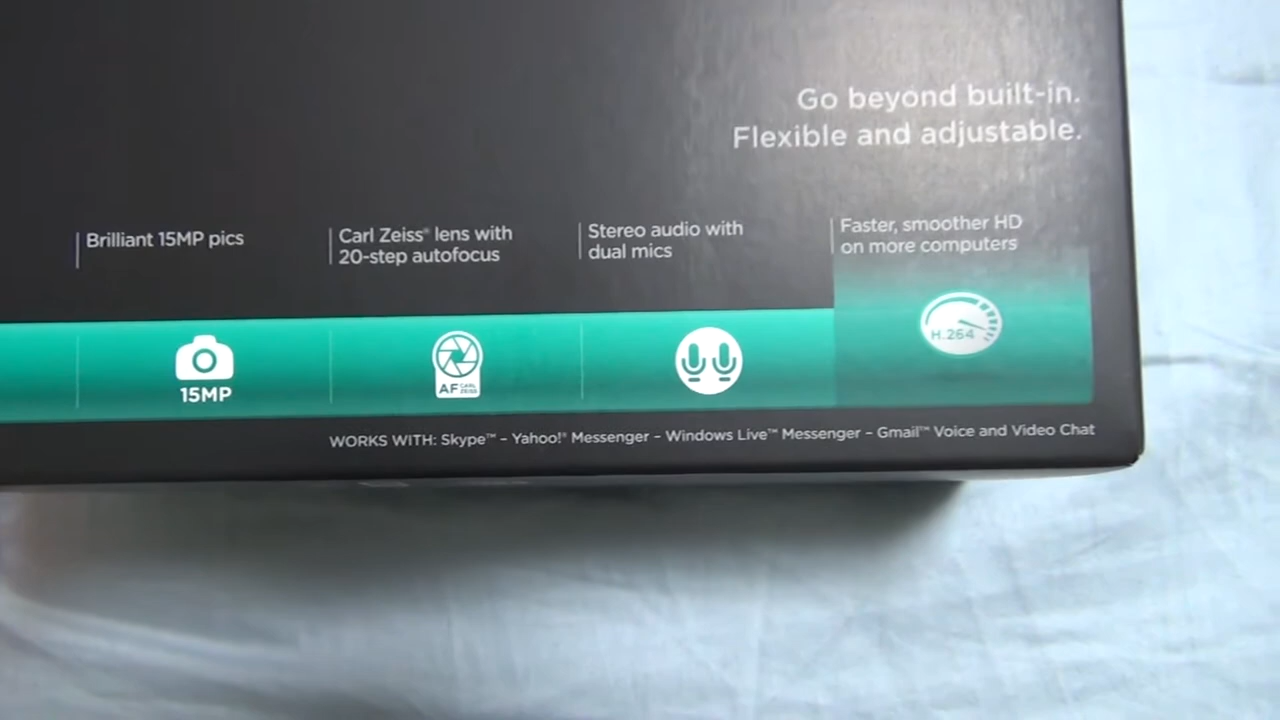 Go beyond built-in.
Flexible and adjustable.
Brilliant 15MP pics
Carl Zeiss® lens with
20-step autofocus
Stereo audio with
dual mics
Faster, smoother HD
on more computers
15MP
AF CARL ZEISS
H.264
WORKS WITH: Skype™ – Yahoo!® Messenger – Windows Live™ Messenger – Gmail™ Voice and Video Chat